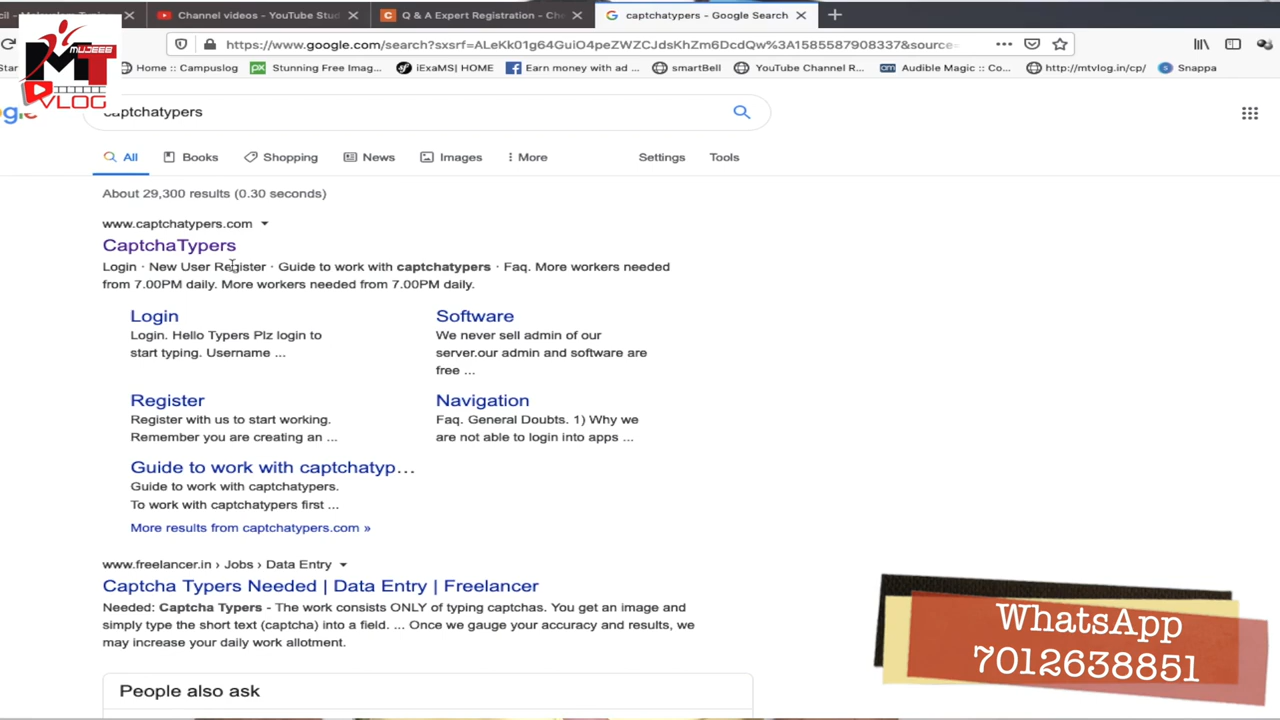 Channel videos - YouTube Stud
Q & A Expert Registration - Che
captchatypers - Google Search
https://www.google.com/search?sxsrf=ALeKk01g64GuiO4peZWZCJdsKhZm6DcdQw%3A1585587908337&source=
Star
Home :: Campuslog
Stunning Free Imag...
iExaMS| HOME
Earn money with ad ...
smartBell
YouTube Channel R...
Audible Magic :: Co...
http://mtvlog.in/cp/
Snappa
MUJEEB
MT
VLOG
captchatypers
All
Books
Shopping
News
Images
More
Settings
Tools
About 29,300 results (0.30 seconds)
www.captchatypers.com
CaptchaTypers
Login · New User Register · Guide to work with captchatypers · Faq. More workers needed
from 7.00PM daily. More workers needed from 7.00PM daily.
Login
Login. Hello Typers Plz login to
start typing. Username ...
Software
We never sell admin of our
server.our admin and software are
free ...
Register
Register with us to start working.
Remember you are creating an ...
Navigation
Faq. General Doubts. 1) Why we
are not able to login into apps ...
Guide to work with captchatyp...
Guide to work with captchatypers.
To work with captchatypers first ...
More results from captchatypers.com »
www.freelancer.in › Jobs › Data Entry
Captcha Typers Needed | Data Entry | Freelancer
Needed: Captcha Typers - The work consists ONLY of typing captchas. You get an image and
simply type the short text (captcha) into a field. ... Once we gauge your accuracy and results, we
may increase your daily work allotment.
People also ask
WhatsApp
7012638851